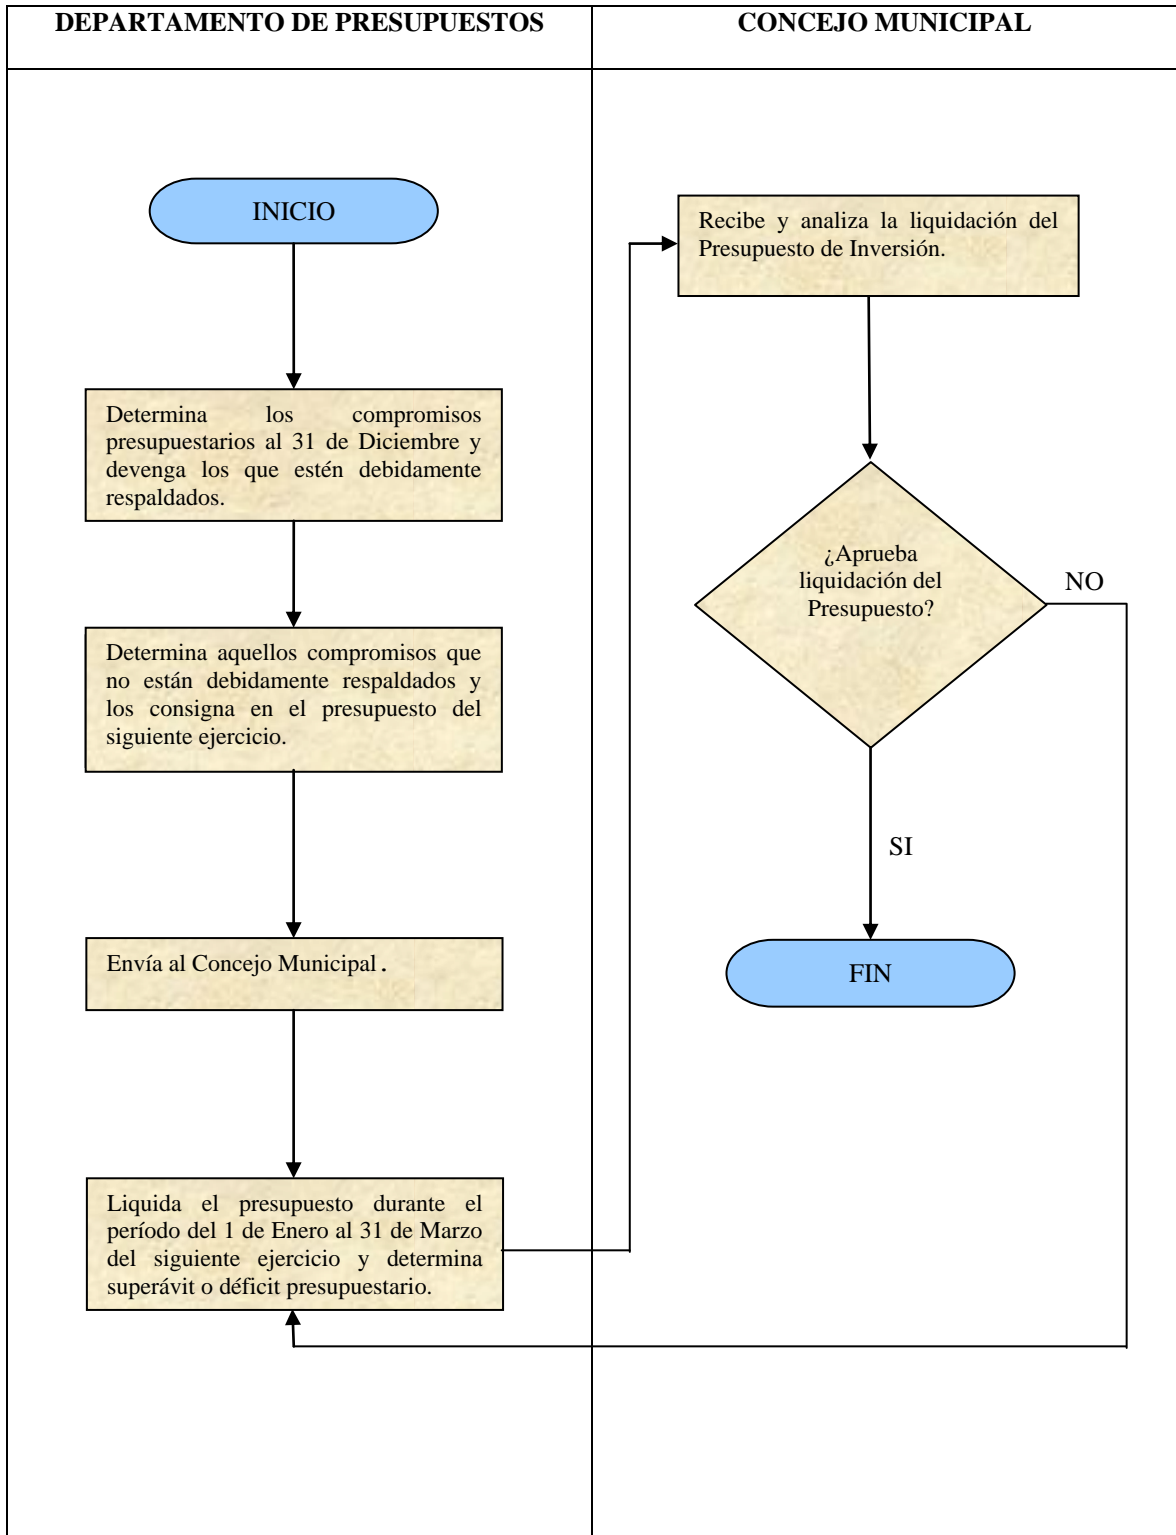 DEPARTAMENTO DE PRESUPUESTOS
CONCEJO MUNICIPAL
INICIO
Determina los compromisos
presupuestarios al 31 de Diciembre y
devenga los que estén debidamente
respaldados.
Determina aquellos compromisos que
no están debidamente respaldados y
los consigna en el presupuesto del
siguiente ejercicio.
Envía al Concejo Municipal.
Liquida el presupuesto durante el
período del 1 de Enero al 31 de Marzo
del siguiente ejercicio y determina
superávit o déficit presupuestario.
Recibe y analiza la liquidación del
Presupuesto de Inversión.
¿Aprueba
liquidación del
Presupuesto?
NO
SI
FIN